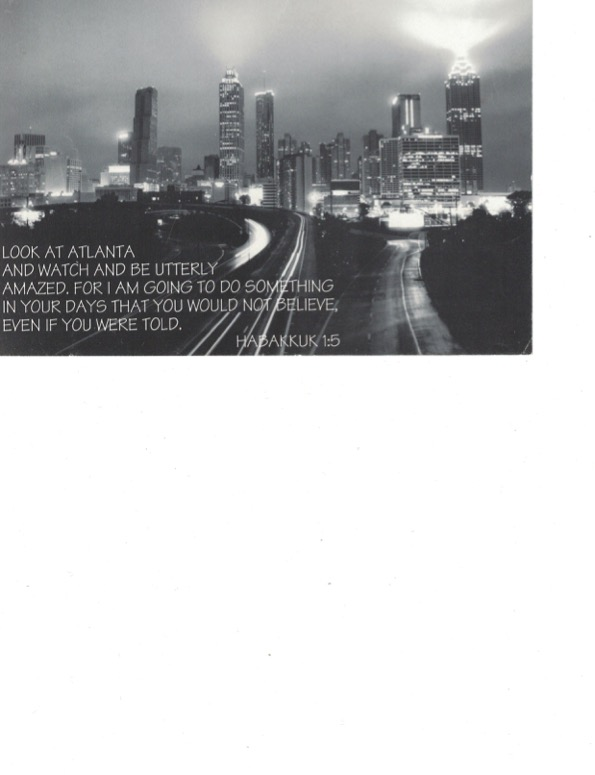 LOOK AT ATLANTA
AND WATCH AND BE UTTERLY
AMAZED. FOR I AM GOING TO DO SOMETHING
IN YOUR DAYS THAT YOU WOULD NOT BELIEVE,
EVEN IF YOU WERE TOLD.
HABAKKUK 1:5